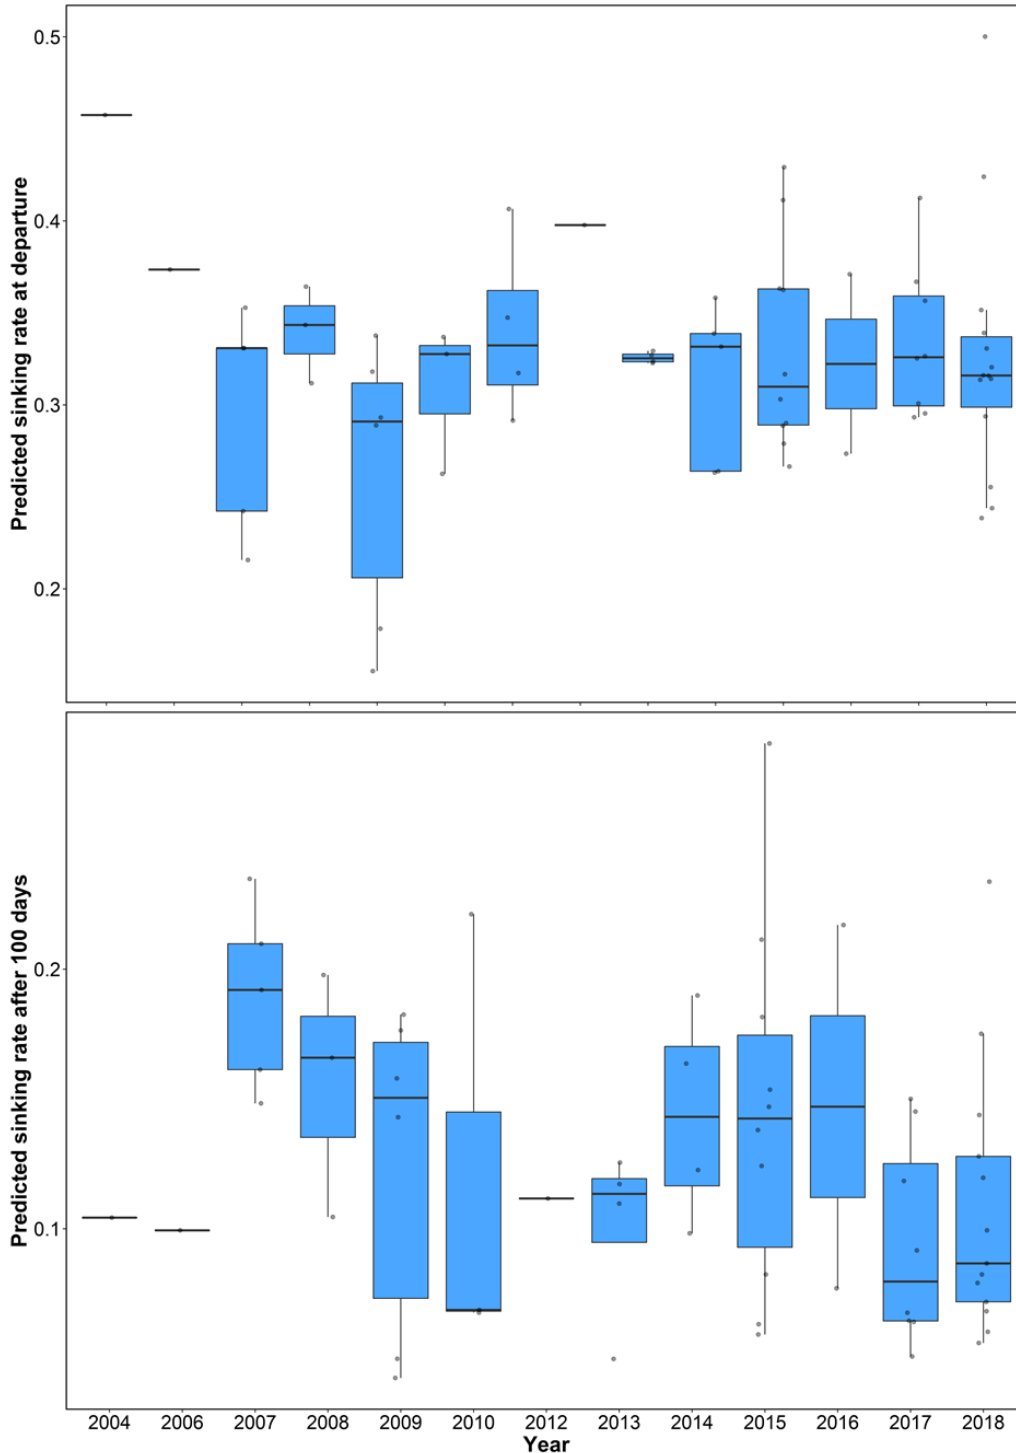 Predicted sinking rate at departure
0.5
0.4
0.3
0.2
Predicted sinking rate after 100 days
0.2
0.1
2004 2006 2007 2008 2009 2010 2012 2013 2014 2015 2016 2017 2018
Year